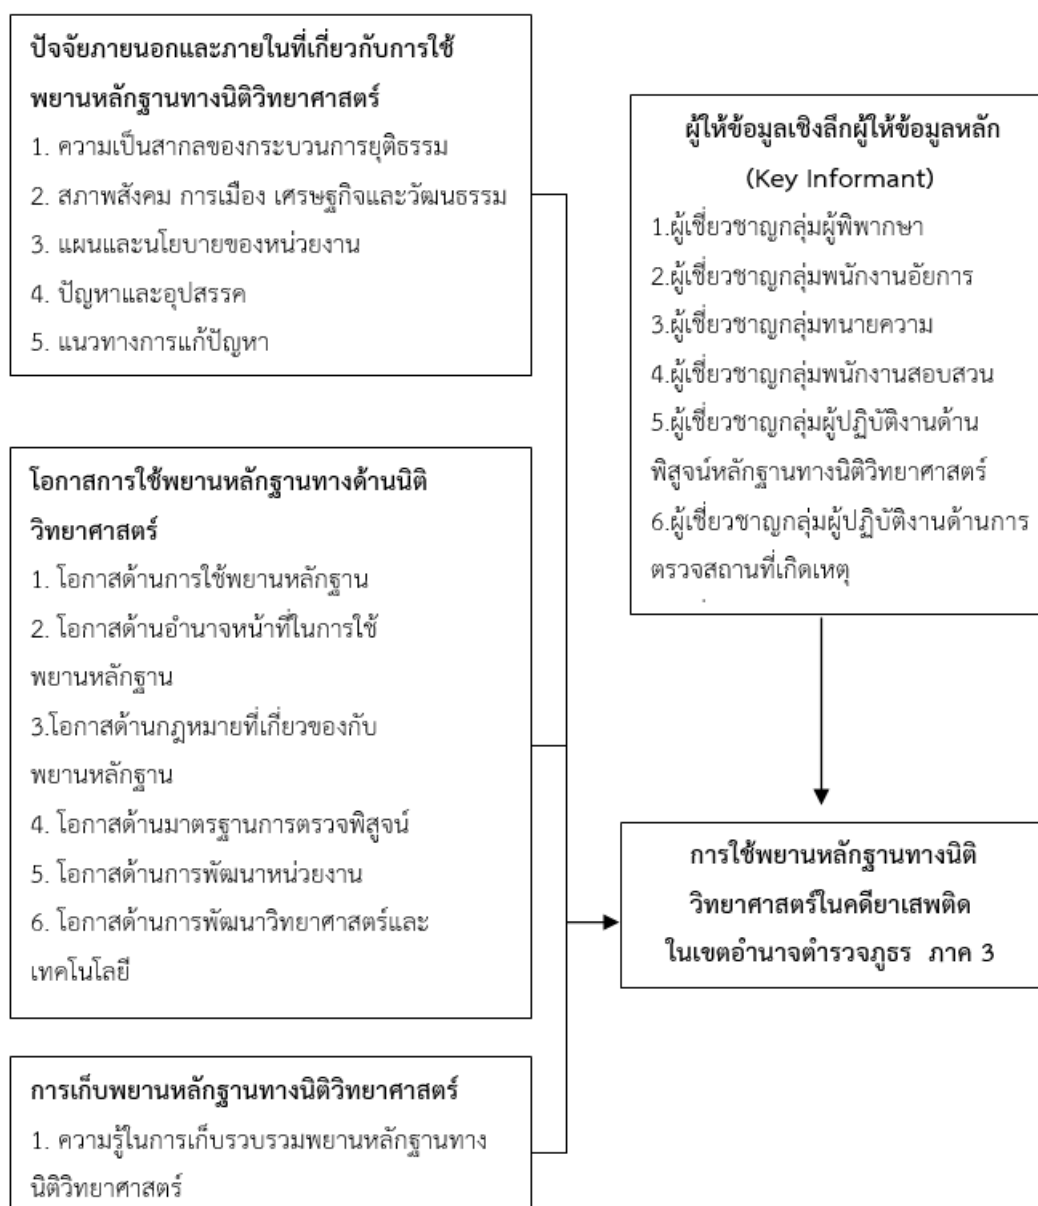 ปัจจัยภายนอกและภายในที่เกี่ยวกับการใช้
พยานหลักฐานทางนิติวิทยาศาสตร์
1. ความเป็นสากลของกระบวนการยุติธรรม
2. สภาพสังคม การเมือง เศรษฐกิจและวัฒนธรรม
3. แผนและนโยบายของหน่วยงาน
4. ปัญหาและอุปสรรค
5. แนวทางการแก้ปัญหา
โอกาสการใช้พยานหลักฐานทางด้านนิติ
วิทยาศาสตร์
1. โอกาสด้านการใช้พยานหลักฐาน
2. โอกาสด้านอำนาจหน้าที่ในการใช้
พยานหลักฐาน
3.โอกาสด้านกฎหมายที่เกี่ยวของกับ
พยานหลักฐาน
4. โอกาสด้านมาตรฐานการตรวจพิสูจน์
5. โอกาสด้านการพัฒนาหน่วยงาน
6. โอกาสด้านการพัฒนาวิทยาศาสตร์และ
เทคโนโลยี
การเก็บพยานหลักฐานทางนิติวิทยาศาสตร์
1. ความรู้ในการเก็บรวบรวมพยานหลักฐานทาง
นิติวิทยาศาสตร์
ผู้ให้ข้อมูลเชิงลึกผู้ให้ข้อมูลหลัก
(Key Informant)
1.ผู้เชี่ยวชาญกลุ่มผู้พิพากษา
2.ผู้เชี่ยวชาญกลุ่มพนักงานอัยการ
3.ผู้เชี่ยวชาญกลุ่มทนายความ
4.ผู้เชี่ยวชาญกลุ่มพนักงานสอบสวน
5.ผู้เชี่ยวชาญกลุ่มผู้ปฏิบัติงานด้าน
พิสูจน์หลักฐานทางนิติวิทยาศาสตร์
6.ผู้เชี่ยวชาญกลุ่มผู้ปฏิบัติงานด้านการ
ตรวจสถานที่เกิดเหตุ
การใช้พยานหลักฐานทางนิติ
วิทยาศาสตร์ในคดียาเสพติด
ในเขตอำนาจตำรวจภูธร ภาค 3